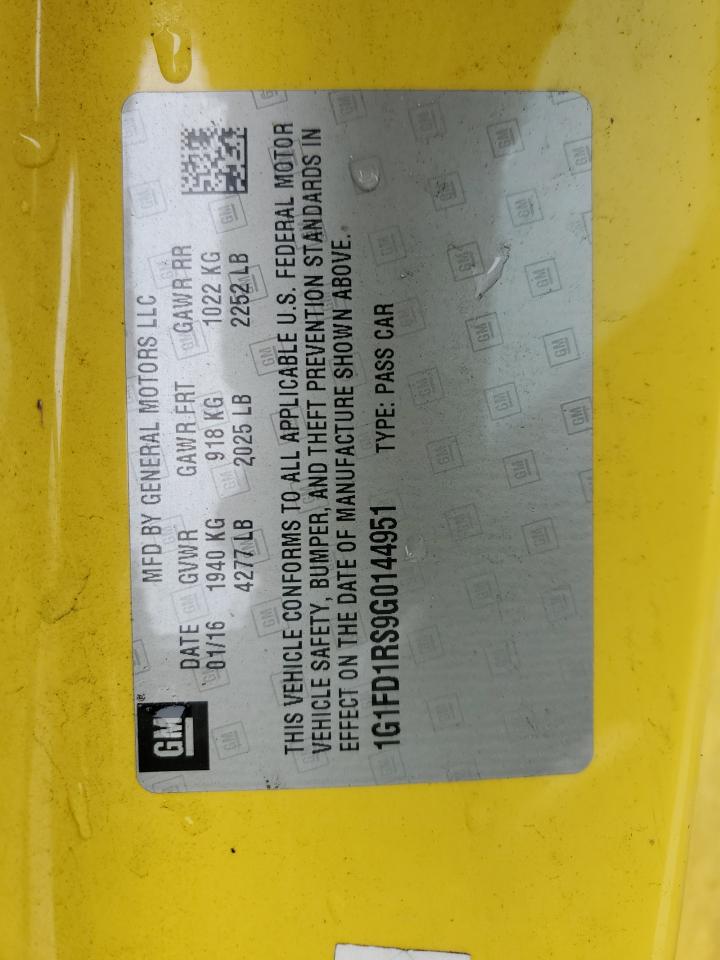 GM
MFD BY GENERAL MOTORS LLC
DATE GVWR GAWR FRT GAWR RR
01/16 1940 KG 918 KG 1022 KG
4277 LB 2025 LB 2252 LB
THIS VEHICLE CONFORMS TO ALL APPLICABLE U.S. FEDERAL MOTOR
VEHICLE SAFETY, BUMPER, AND THEFT PREVENTION STANDARDS IN
EFFECT ON THE DATE OF MANUFACTURE SHOWN ABOVE.
1G1FD1RS9G0144951 TYPE: PASS CAR